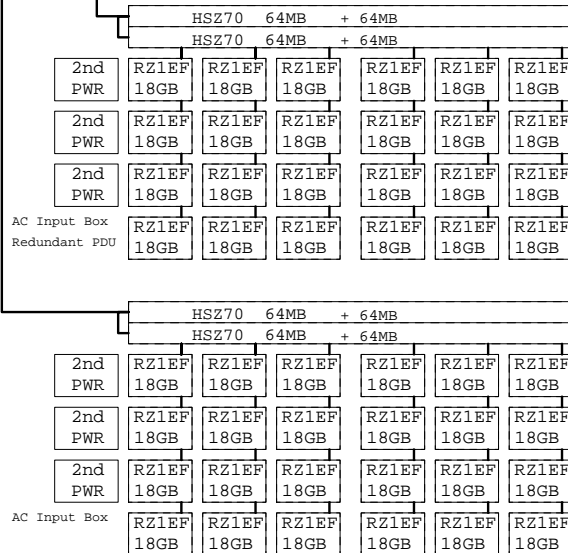 HSZ70 64MB + 64MB
HSZ70 64MB + 64MB
2nd RZ1EF RZ1EF RZ1EF RZ1EF RZ1EF RZ1EF
PWR 18GB 18GB 18GB 18GB 18GB 18GB
2nd RZ1EF RZ1EF RZ1EF RZ1EF RZ1EF RZ1EF
PWR 18GB 18GB 18GB 18GB 18GB 18GB
2nd RZ1EF RZ1EF RZ1EF RZ1EF RZ1EF RZ1EF
PWR 18GB 18GB 18GB 18GB 18GB 18GB
AC Input Box RZ1EF RZ1EF RZ1EF RZ1EF RZ1EF RZ1EF
Redundant PDU 18GB 18GB 18GB 18GB 18GB 18GB
HSZ70 64MB + 64MB
HSZ70 64MB + 64MB
2nd RZ1EF RZ1EF RZ1EF RZ1EF RZ1EF RZ1EF
PWR 18GB 18GB 18GB 18GB 18GB 18GB
2nd RZ1EF RZ1EF RZ1EF RZ1EF RZ1EF RZ1EF
PWR 18GB 18GB 18GB 18GB 18GB 18GB
2nd RZ1EF RZ1EF RZ1EF RZ1EF RZ1EF RZ1EF
PWR 18GB 18GB 18GB 18GB 18GB 18GB
AC Input Box RZ1EF RZ1EF RZ1EF RZ1EF RZ1EF RZ1EF
18GB 18GB 18GB 18GB 18GB 18GB